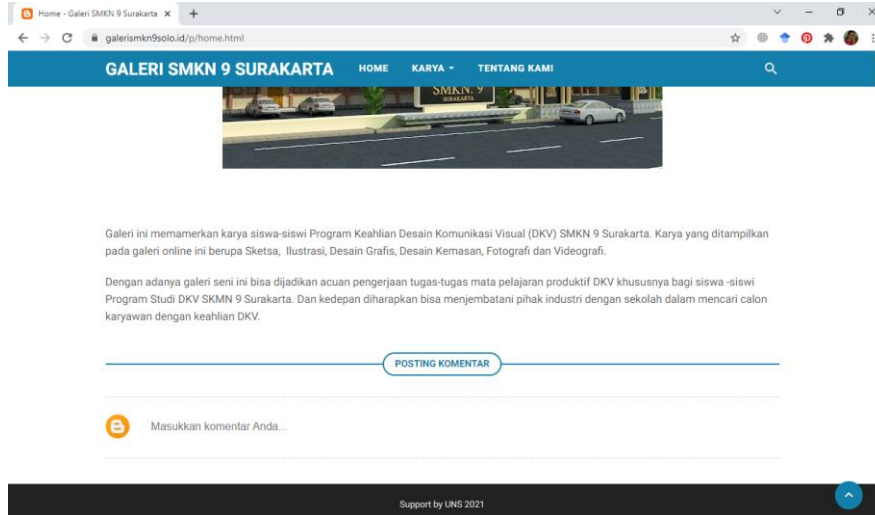 Home - Galeri SMKN 9 Surakarta
galerismkn9solo.id/p/home.html
GALERI SMKN 9 SURAKARTA HOME KARYA TENTANG KAMI
SMKN. 9
SURAKARTA
Galeri ini memamerkan karya siswa-siswi Program Keahlian Desain Komunikasi Visual (DKV) SMKN 9 Surakarta. Karya yang ditampilkan
pada galeri online ini berupa Sketsa, Ilustrasi, Desain Grafis, Desain Kemasan, Fotografi dan Videografi.
Dengan adanya galeri seni ini bisa dijadikan acuan pengerjaan tugas-tugas mata pelajaran produktif DKV khususnya bagi siswa -siswi
Program Studi DKV SKMN 9 Surakarta. Dan kedepan diharapkan bisa menjembatani pihak industri dengan sekolah dalam mencari calon
karyawan dengan keahlian DKV.
POSTING KOMENTAR
Masukkan komentar Anda...
Support by UNS 2021